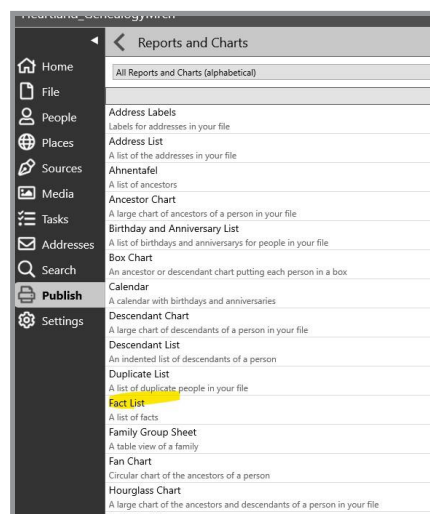 Reports and Charts
Home
File
People
Places
Sources
Media
Tasks
Addresses
Search
Publish
Settings
All Reports and Charts (alphabetical)
Address Labels
Labels for addresses in your file
Address List
A list of the addresses in your file
Ahnentafel
A list of ancestors
Ancestor Chart
A large chart of ancestors of a person in your file
Birthday and Anniversary List
A list of birthdays and anniversarys for people in your file
Box Chart
An ancestor or descendant chart putting each person in a box
Calendar
A calendar with birthdays and anniversaries
Descendant Chart
A large chart of descendants of a person in your file
Descendant List
An indented list of descendants of a person
Duplicate List
A list of duplicate people in your file
Fact List
A list of facts
Family Group Sheet
A table view of a family
Fan Chart
Circular chart of the ancestors of a person
Hourglass Chart
A large chart of the ancestors and descendants of a person in your file